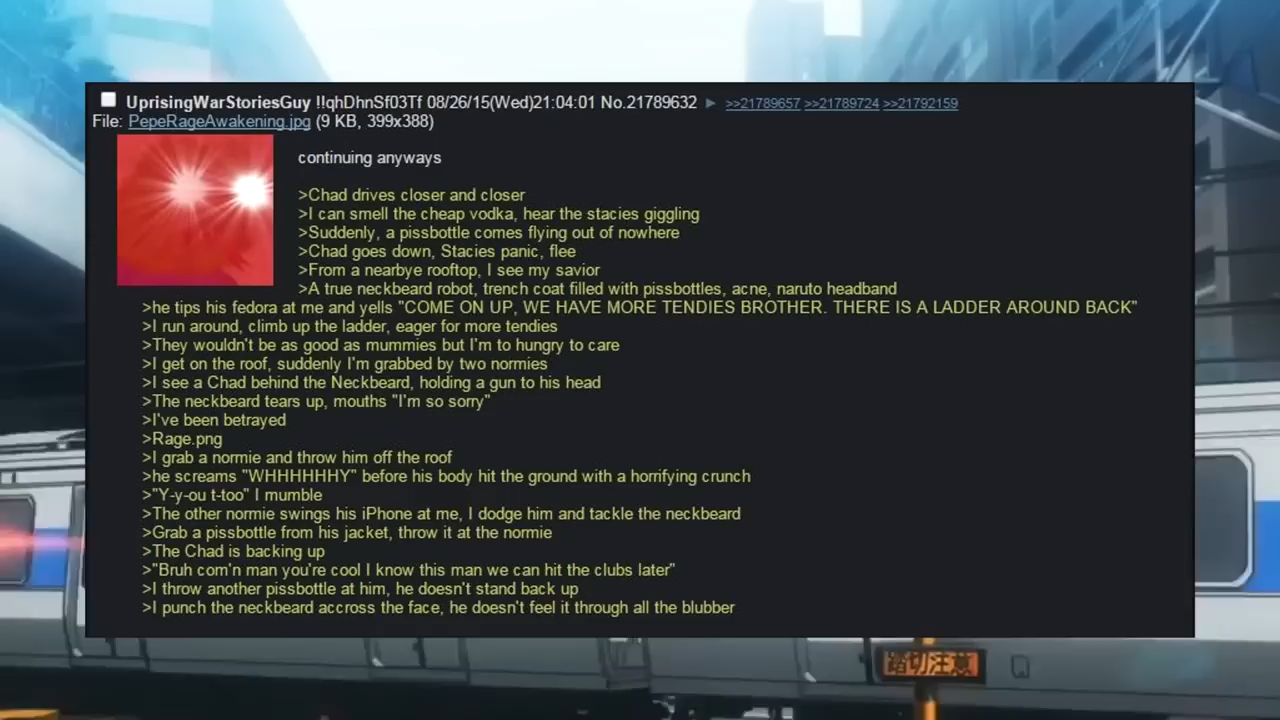 UprisingWarStoriesGuy !!qhDhnSf03Tf 08/26/15(Wed)21:04:01 No.21789632 ▶ >>21789657 >>21789724 >>21792159
File: PepeRageAwakening.jpg (9 KB, 399x388)
continuing anyways
>Chad drives closer and closer
>I can smell the cheap vodka, hear the stacies giggling
>Suddenly, a pissbottle comes flying out of nowhere
>Chad goes down, Stacies panic, flee
>From a nearbye rooftop, I see my savior
>A true neckbeard robot, trench coat filled with pissbottles, acne, naruto headband
>he tips his fedora at me and yells "COME ON UP, WE HAVE MORE TENDIES BROTHER. THERE IS A LADDER AROUND BACK"
>I run around, climb up the ladder, eager for more tendies
>They wouldn't be as good as mummies but I'm to hungry to care
>I get on the roof, suddenly I'm grabbed by two normies
>I see a Chad behind the Neckbeard, holding a gun to his head
>The neckbeard tears up, mouths "I'm so sorry"
>I've been betrayed
>Rage.png
>I grab a normie and throw him off the roof
>he screams "WHHHHHHY" before his body hit the ground with a horrifying crunch
>"Y-y-ou t-too" I mumble
>The other normie swings his iPhone at me, I dodge him and tackle the neckbeard
>Grab a pissbottle from his jacket, throw it at the normie
>The Chad is backing up
>"Bruh com'n man you're cool I know this man we can hit the clubs later"
>I throw another pissbottle at him, he doesn't stand back up
>I punch the neckbeard accross the face, he doesn't feel it through all the blubber
踏切注意